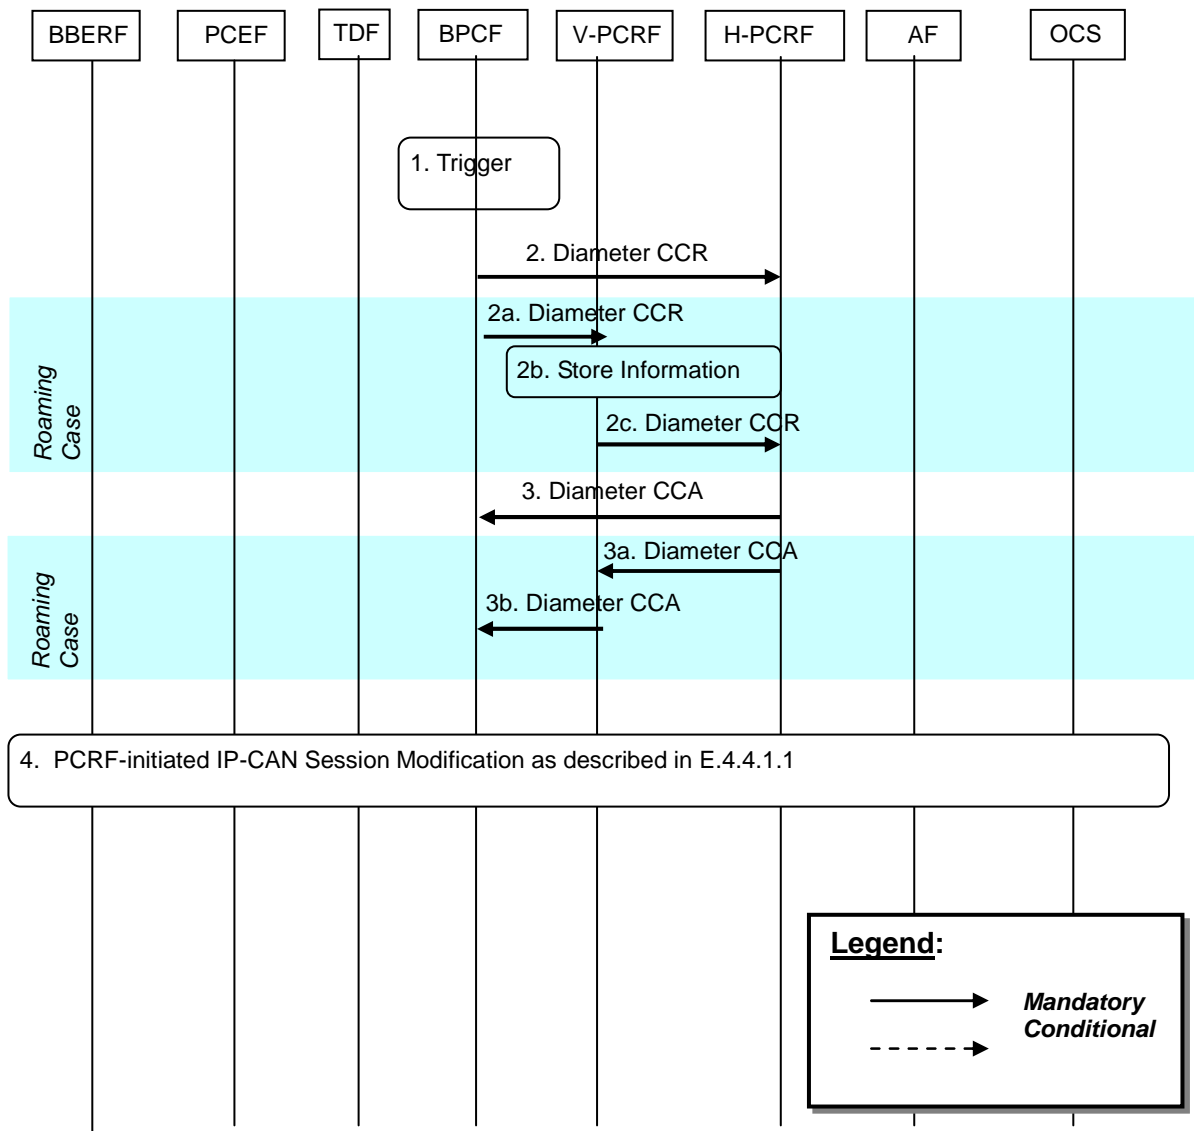 BBERF
PCEF
TDF
BPCF
V-PCRF
H-PCRF
AF
OCS
1. Trigger
2. Diameter CCR
2a. Diameter CCR
2b. Store Information
2c. Diameter CCR
Roaming
Case
3. Diameter CCA
3a. Diameter CCA
3b. Diameter CCA
Roaming
Case
4. PCRF-initiated IP-CAN Session Modification as described in E.4.4.1.1
Legend:
Mandatory
Conditional